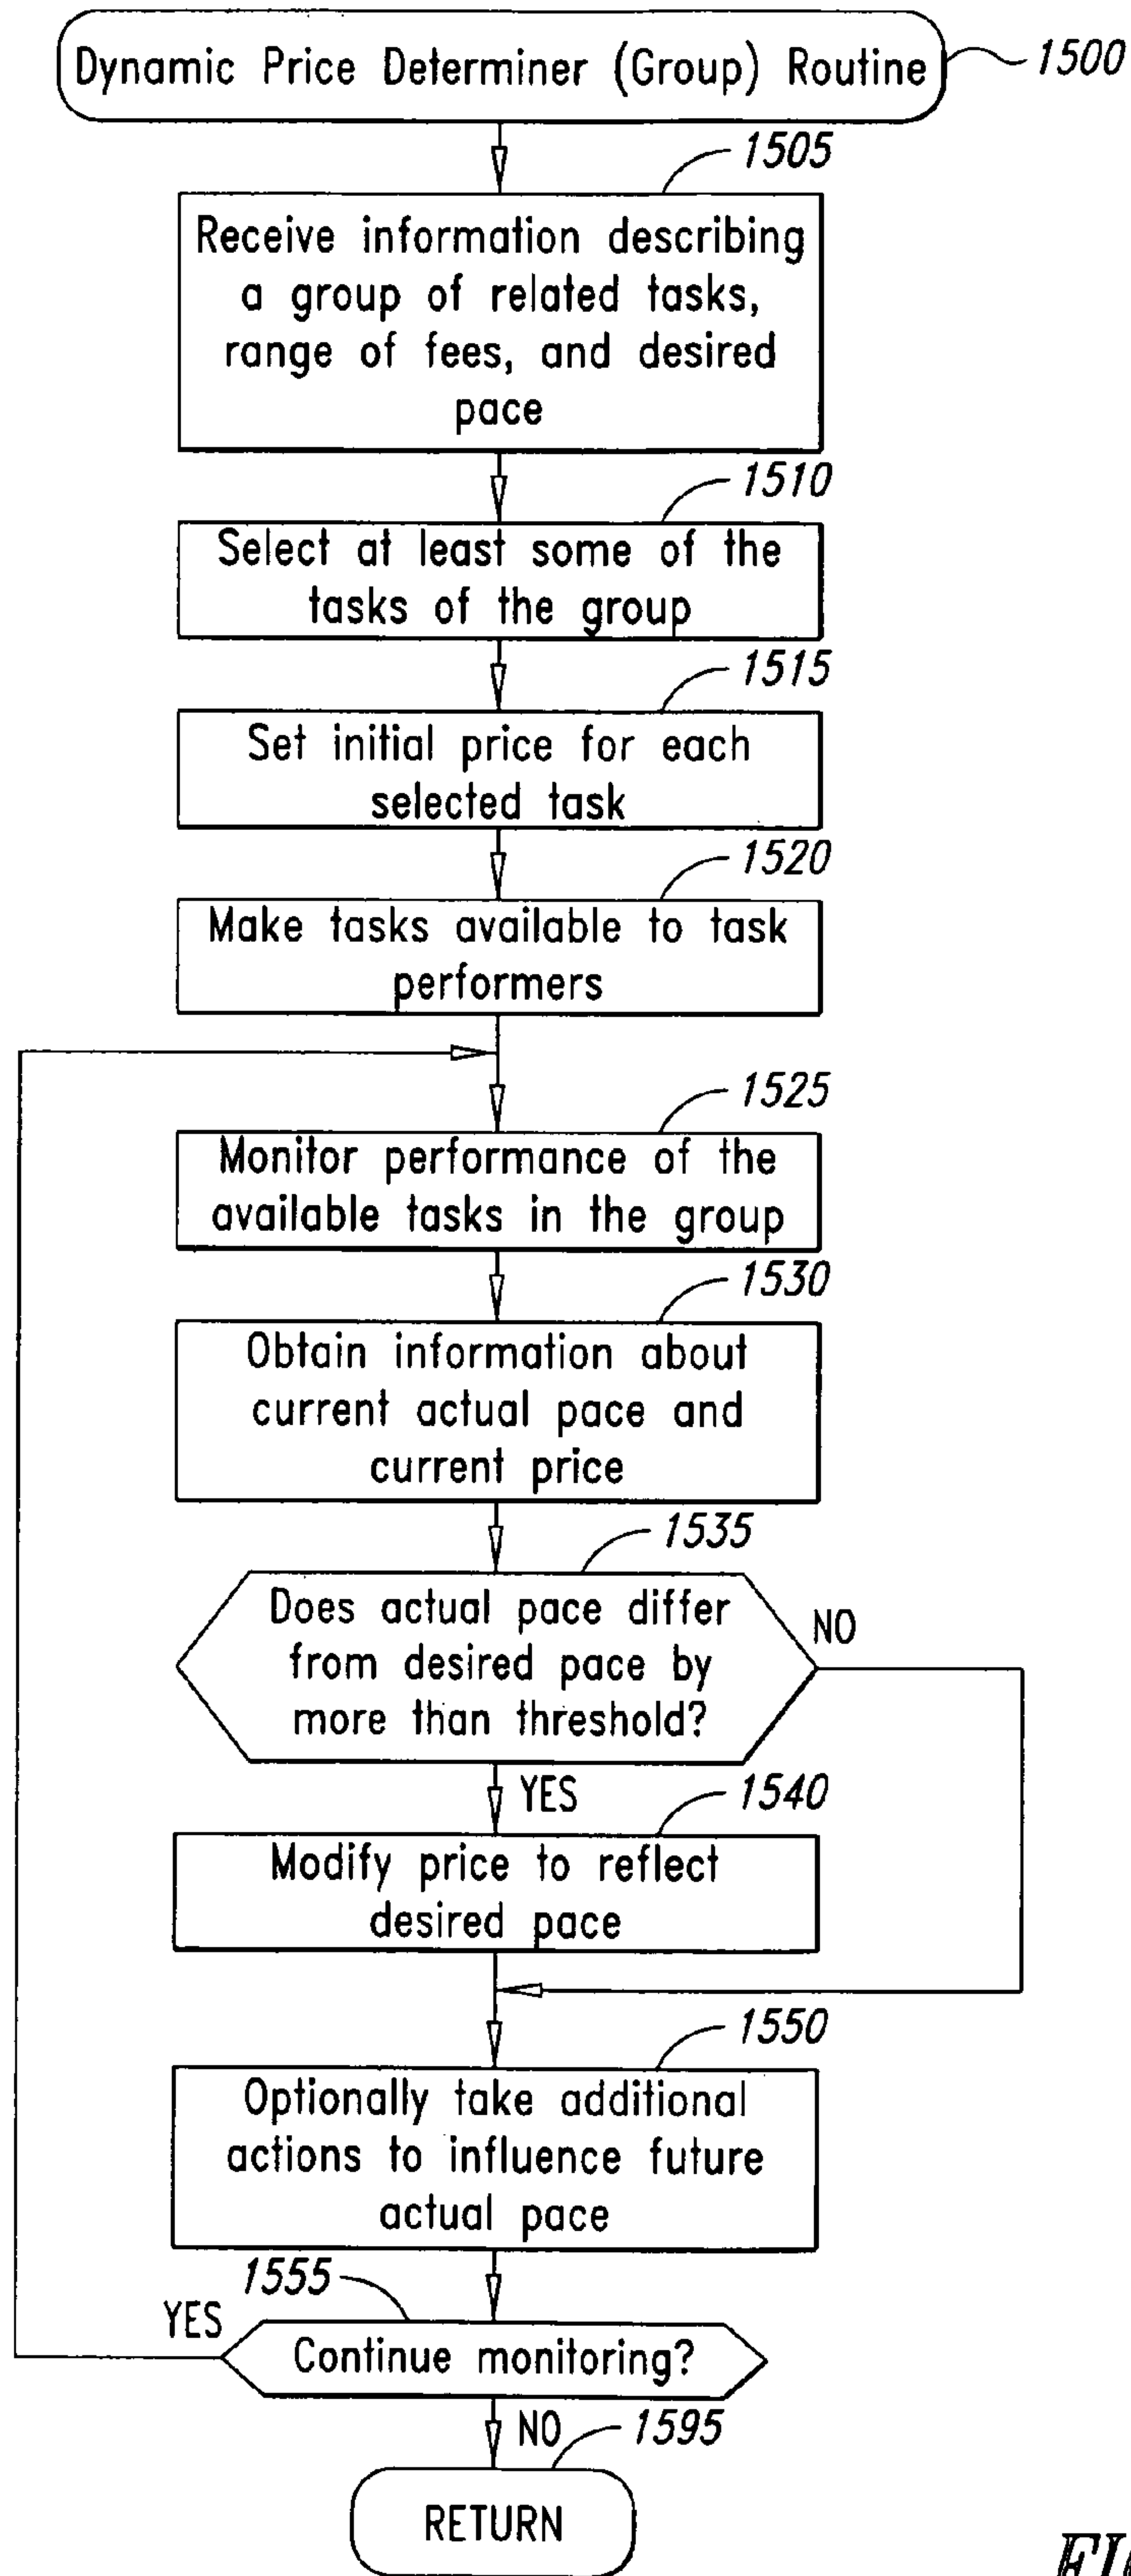 Dynamic Price Determiner (Group) Routine
1500
1505
Receive information describing
a group of related tasks,
range of fees, and desired
pace
1510
Select at least some of the
tasks of the group
1515
Set initial price for each
selected task
1520
Make tasks available to task
performers
1525
Monitor performance of the
available tasks in the group
1530
Obtain information about
current actual pace and
current price
1535
Does actual pace differ
from desired pace by
more than threshold?
NO
YES
1540
Modify price to reflect
desired pace
1550
Optionally take additional
actions to influence future
actual pace
1555
YES
Continue monitoring?
NO
1595
RETURN